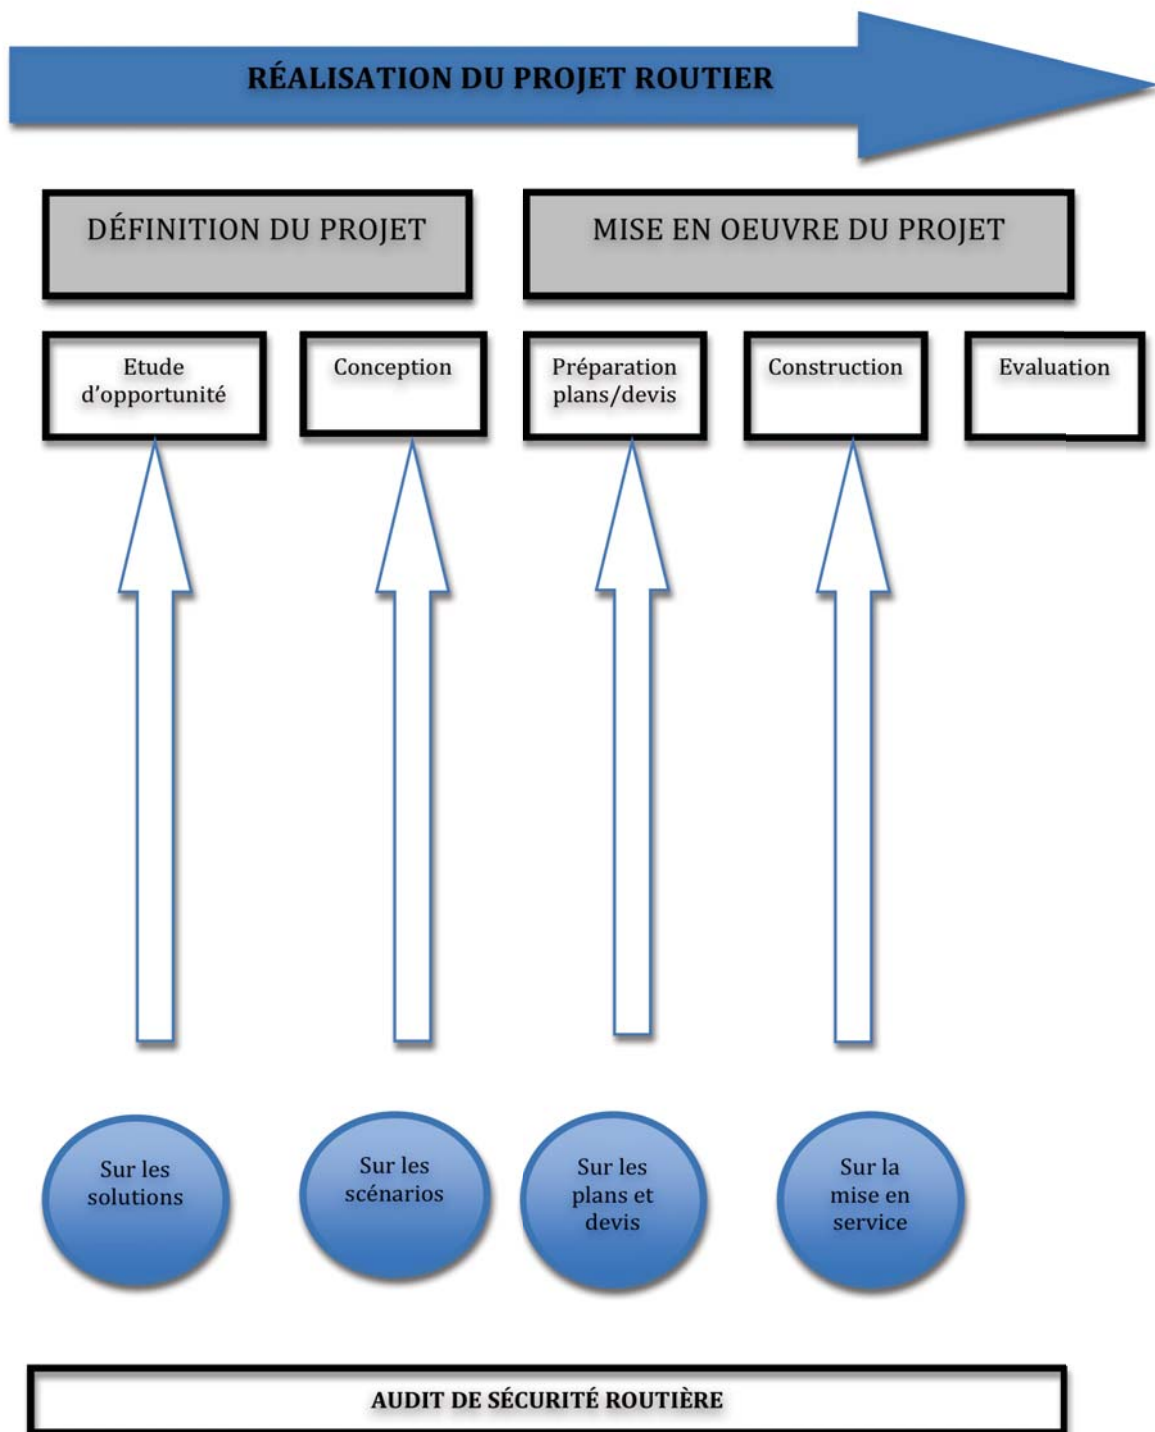 RÉALISATION DU PROJET ROUTIER
DÉFINITION DU PROJET
MISE EN OEUVRE DU PROJET
Etude
d'opportunité
Conception
Préparation
plans/devis
Construction
Evaluation
Sur les
solutions
Sur les
scénarios
Sur les
plans et
devis
Sur la
mise en
service
AUDIT DE SÉCURITÉ ROUTIÈRE